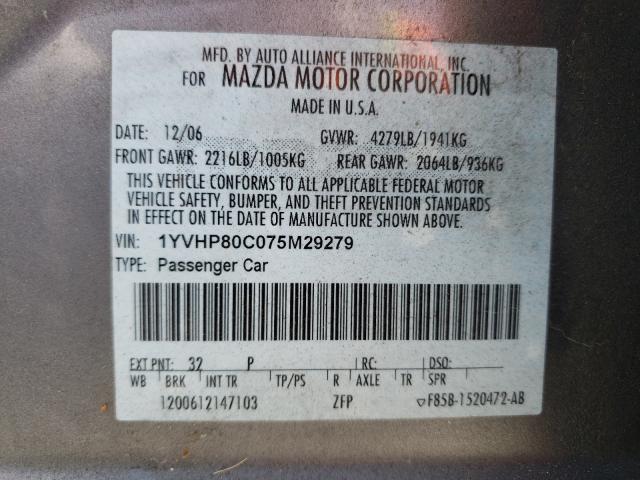 MFD. BY AUTO ALLIANCE INTERNATIONAL, INC.
FOR MAZDA MOTOR CORPORATION
MADE IN U.S.A.
DATE: 12/06 GVWR: 4279LB/1941KG
FRONT GAWR: 2216LB/1005KG REAR GAWR: 2064LB/936KG
THIS VEHICLE CONFORMS TO ALL APPLICABLE FEDERAL MOTOR
VEHICLE SAFETY, BUMPER, AND THEFT PREVENTION STANDARDS
IN EFFECT ON THE DATE OF MANUFACTURE SHOWN ABOVE.
VIN: 1YVHP80C075M29279
TYPE: Passenger Car
EXT PNT: 32 P RC: DSO:
WB BRK INT TR TP/PS R AXLE TR SPR
1200612147103 ZFP F85B-1520472-AB